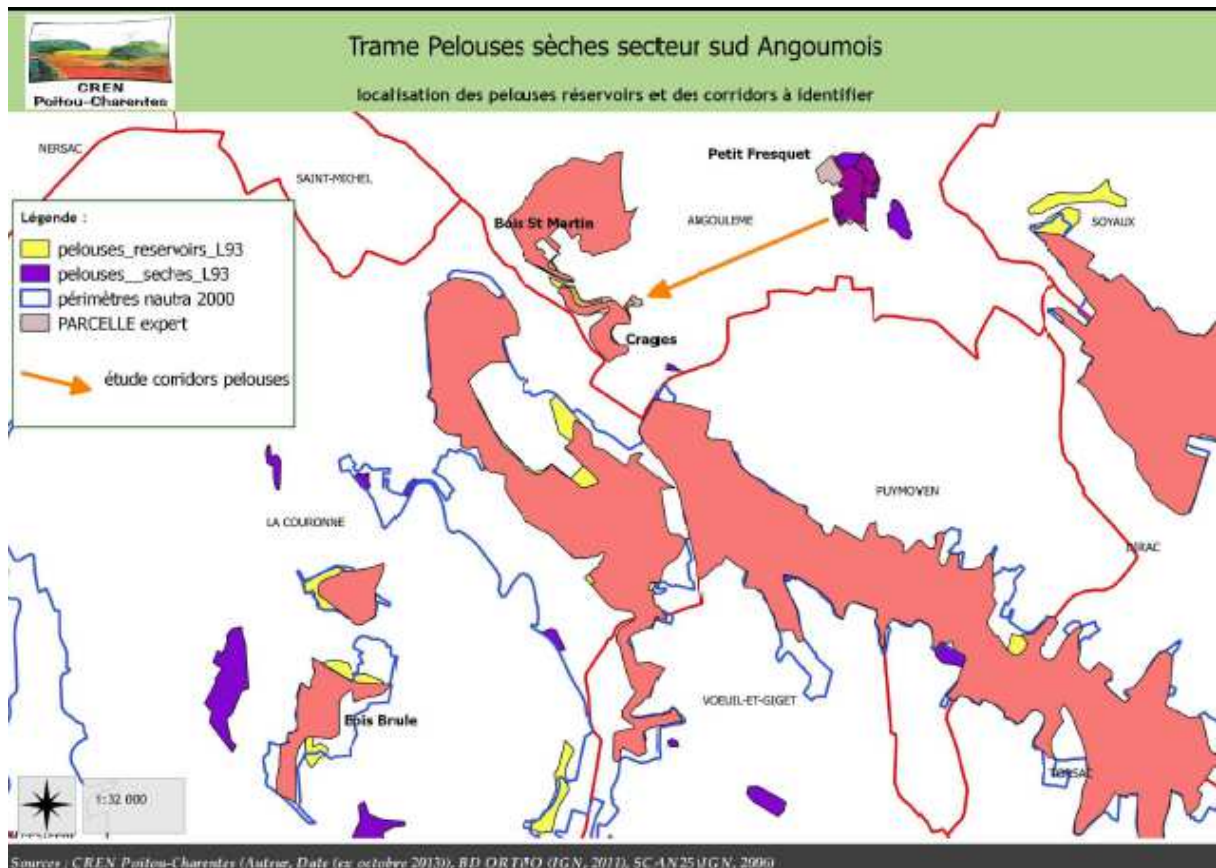 CREN
Poitou-Charentes
Trame Pelouses sèches secteur sud Angoumois
localisation des pelouses réservoirs et des corridors à identifier
NERSAC
SAINT-MICHEL
Petit Fresquet
Bois St Martin
ANGOULEME
SOYAUX
Légende :
pelouses_reservoirs_L93
pelouses__seches_L93
périmètres nautra 2000
PARCELLE expert
étude corridors pelouses
Crages
PUYMOYEN
LA COURONNE
DIRAC
VOEUIL-ET-GIGET
Bois Brule
TORSAC
1:32 000
Sources : CREN Poitou-Charentes (Auteur, Date (ex: octobre 2013)), BD ORTHO (IGN, 2011), SCAN25 (IGN, 2006)